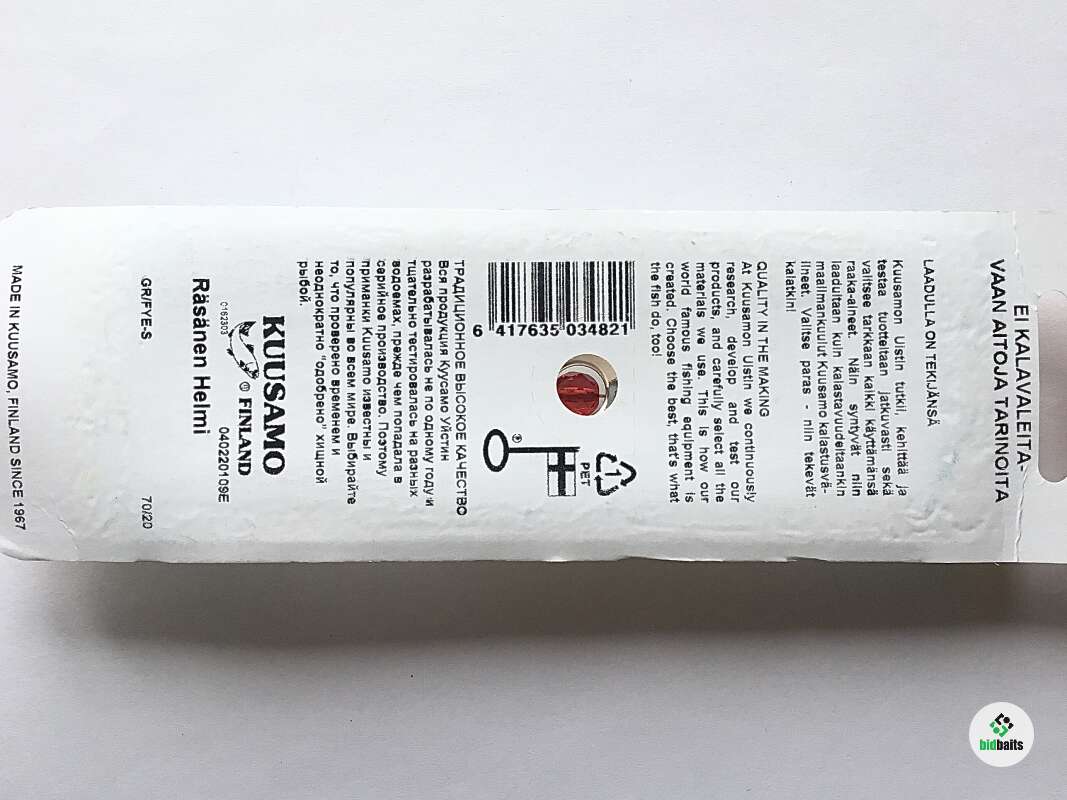 EI KALAVALEITA-
VAAN AITOJA TARINOITA
LAADULLA ON TEKIJÄNSÄ
Kuusamon Uistin tutkii, kehittää ja
testaa tuotteitaan jatkuvasti sekä
valitsee tarkkaan kaikki käyttämänsä
raaka-aineet. Näin syntyvät niin
laadultaan kuin kalastavuudeltaankin
maailmankuulut Kuusamo kalastusvä-
lineet. Valitse paras - niin tekevät
kalatkin!
QUALITY IN THE MAKING
At Kuusamon Uistin we continuously
research, develop and test our
products, and carefully select all the
materials we use. This is how our
world famous fishing equipment is
created. Choose the best, that's what
the fish do, too!
1
PET
®
6 417635 034821
ТРАДИЦИОННОЕ ВЫСОКОЕ КАЧЕСТВО
Вся продукция Куусамо Уйстин
разрабатывалась не по одному году и
тщательно тестировалась на разных
водоемах, прежде чем попадала в
серийное производство. Поэтому
приманки Kuusamo известны и
популярны во всем мире. Выбирайте
то, что проверено временем и
неоднократно "одобрено" хищной
рыбой.
KUUSAMO
® FINLAND
0162303 04022019E
Räsänen Helmi
GR/FYE-S 70/20
MADE IN KUUSAMO, FINLAND SINCE 1967
bidbaits